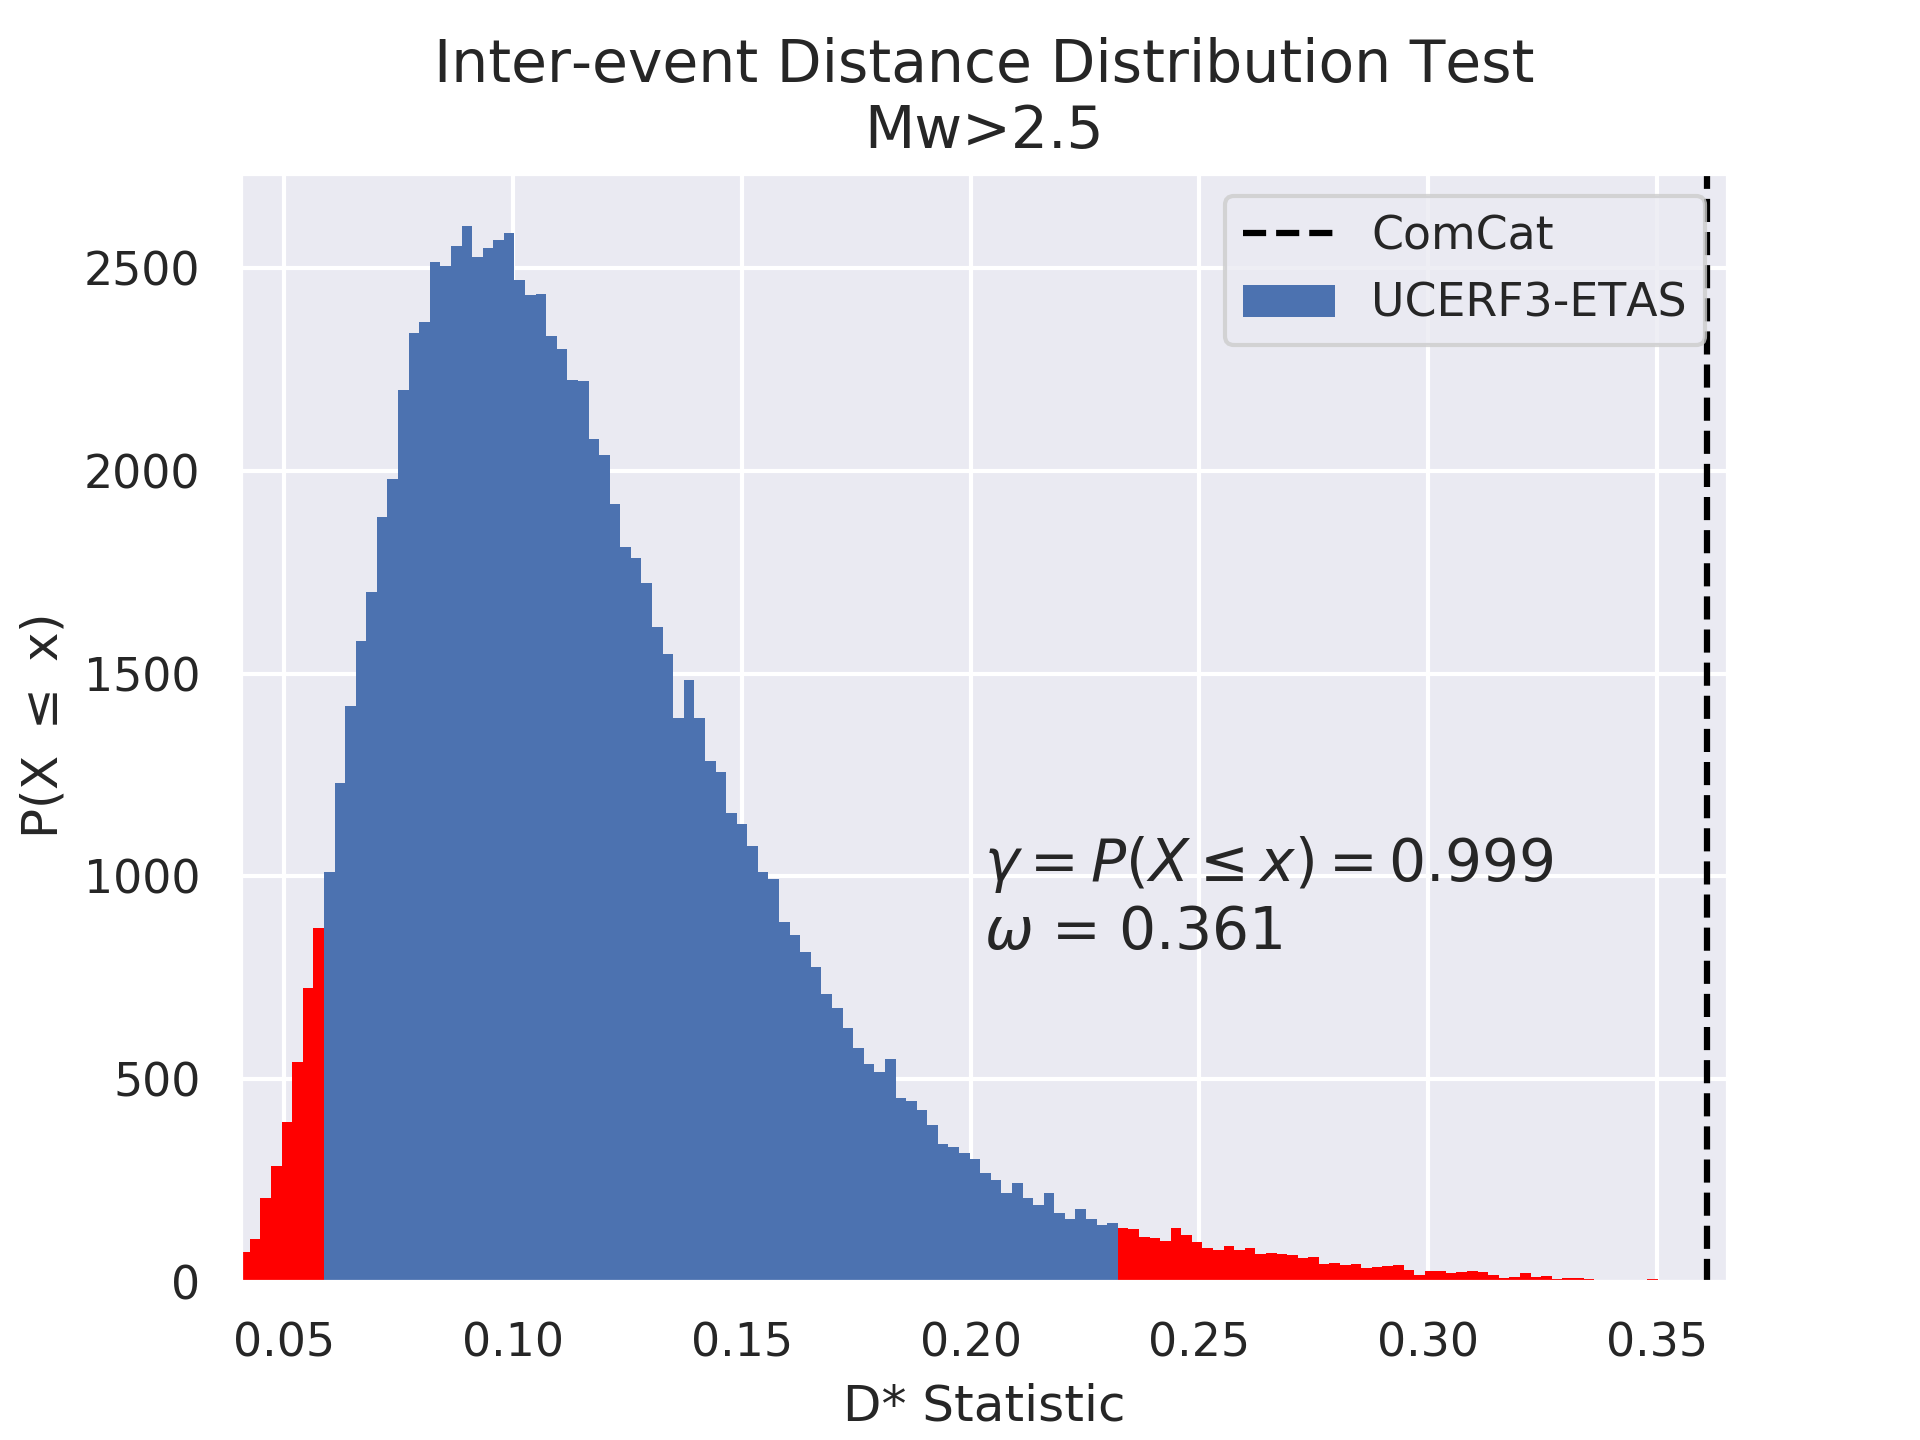 Inter-event Distance Distribution Test
Mw>2.5
ComCat
UCERF3-ETAS
P(X ≤ x)
2500
2000
1500
1000
500
0
γ = P(X ≤ x) = 0.999
ω = 0.361
0.05 0.10 0.15 0.20 0.25 0.30 0.35
D* Statistic